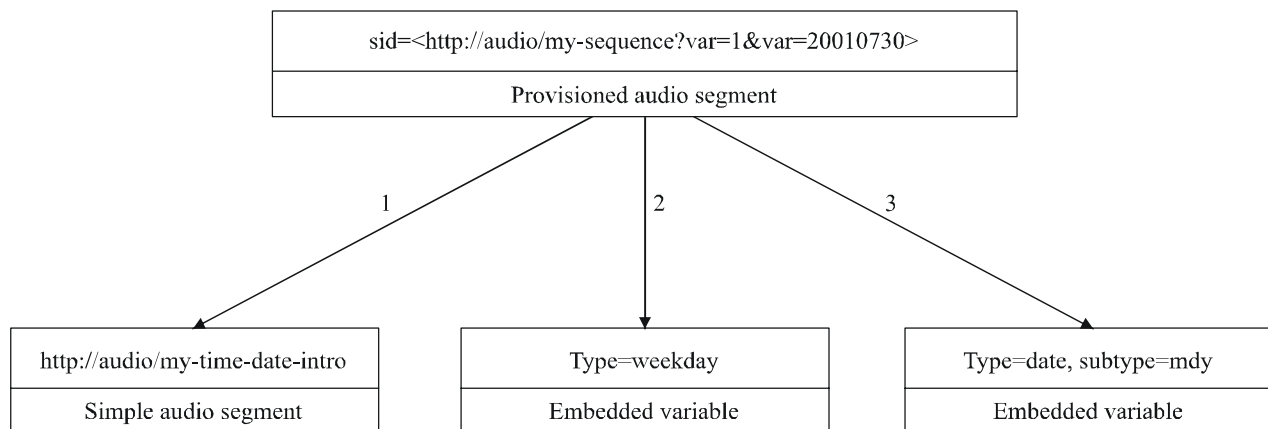 sid=<http://audio/my-sequence?var=1&var=20010730>
Provisioned audio segment
1
2
3
http://audio/my-time-date-intro
Simple audio segment
Type=weekday
Embedded variable
Type=date, subtype=mdy
Embedded variable